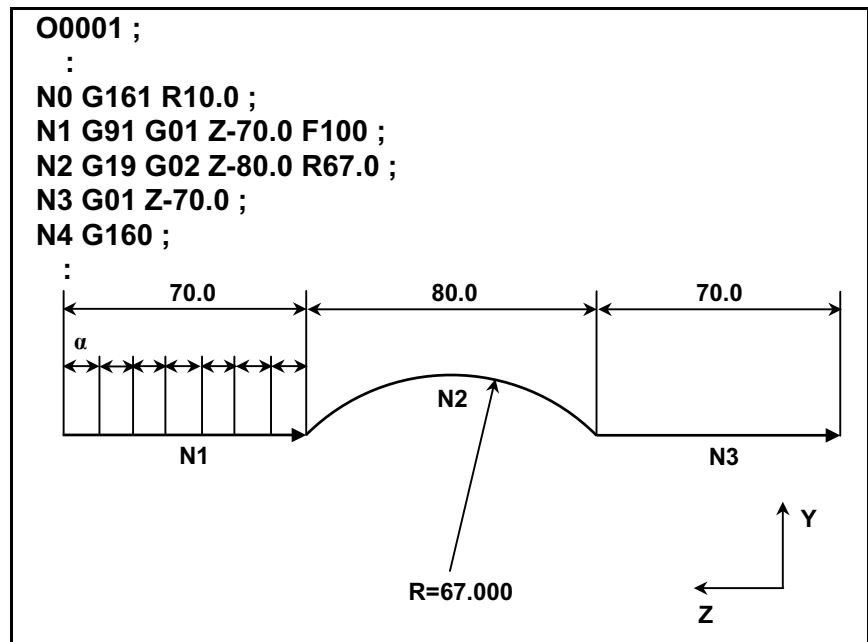 O0001 ;
:
N0 G161 R10.0 ;
N1 G91 G01 Z-70.0 F100 ;
N2 G19 G02 Z-80.0 R67.0 ;
N3 G01 Z-70.0 ;
N4 G160 ;
:
70.0 80.0 70.0
α
N2
N1 N3
Y
R=67.000
Z